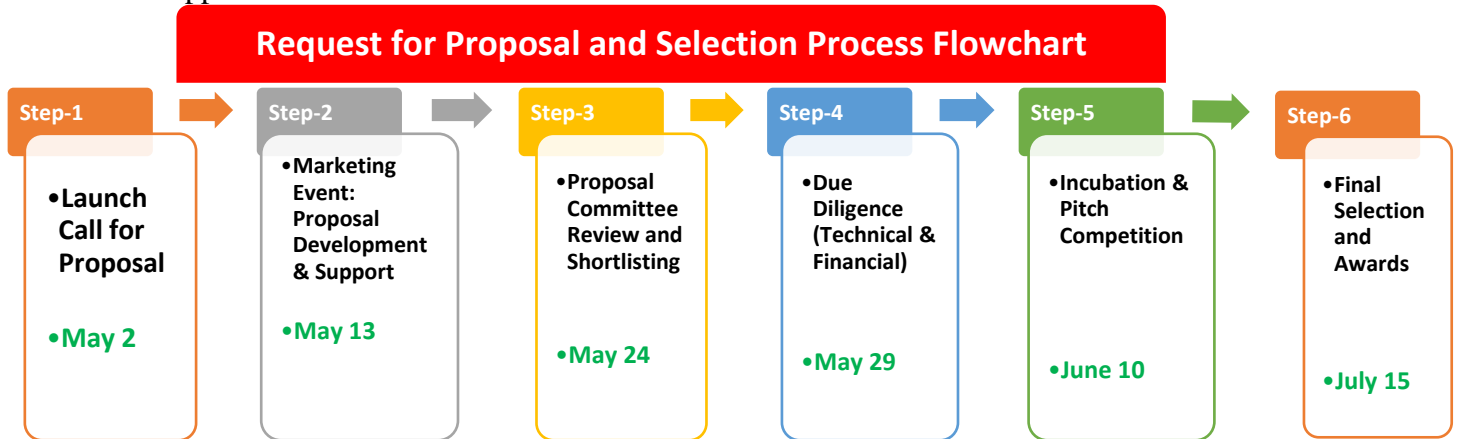 Request for Proposal and Selection Process Flowchart
Step-1
•Launch
Call for
Proposal
•May 2
Step-2
•Marketing
Event:
Proposal
Development
& Support
•May 13
Step-3
•Proposal
Committee
Review and
Shortlisting
•May 24
Step-4
•Due
Diligence
(Technical &
Financial)
•May 29
Step-5
•Incubation &
Pitch
Competition
•June 10
Step-6
•Final
Selection
and
Awards
•July 15